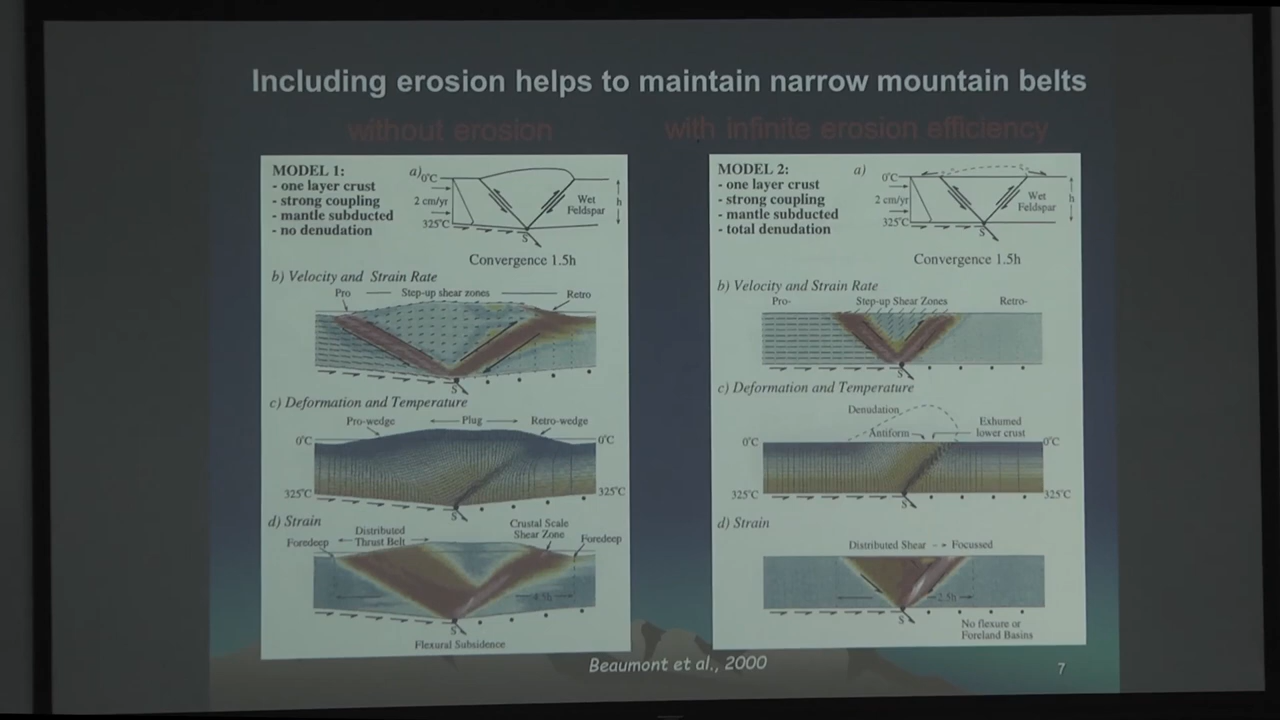 Including erosion helps to maintain narrow mountain belts
without erosion
with infinite erosion efficiency
MODEL 1:
- one layer crust
- strong coupling
- mantle subducted
- no denudation
a)
0°C
2 cm/yr
325°C
Wet
Feldspar
h
S
Convergence 1.5h
b) Velocity and Strain Rate
Pro
Step-up shear zones
Retro
S
c) Deformation and Temperature
Pro-wedge
Plug
Retro-wedge
0°C
0°C
325°C
325°C
S
d) Strain
Foredeep
Distributed
Thrust Belt
Crustal Scale
Shear Zone
Foredeep
4.5h
S
Flexural Subsidence
MODEL 2:
- one layer crust
- strong coupling
- mantle subducted
- total denudation
a)
0°C
2 cm/yr
325°C
Wet
Feldspar
h
S
Convergence 1.5h
b) Velocity and Strain Rate
Pro-
Step-up Shear Zones
Retro-
S
c) Deformation and Temperature
Denudation
Antiform
Exhumed
lower crust
0°C
0°C
325°C
325°C
S
d) Strain
Distributed Shear
Focussed
2.5h
S
No flexure or
Foreland Basins
Beaumont et al., 2000
7